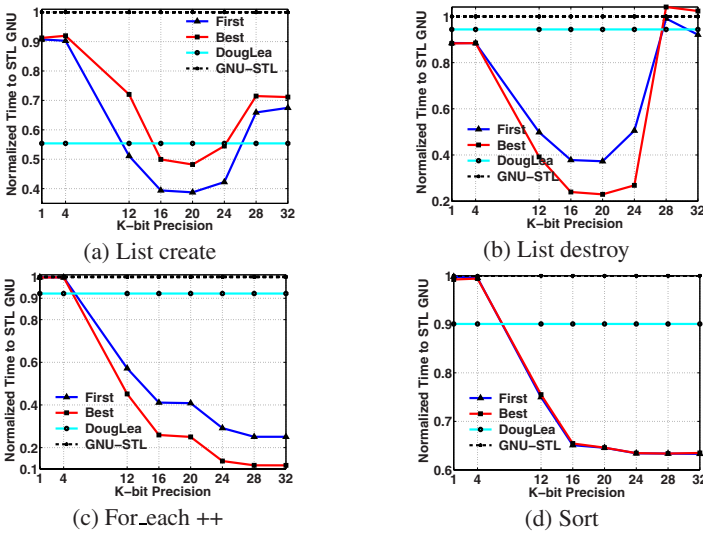 Normalized Time to STL GNU
1
0.9
0.8
0.7
0.6
0.5
0.4
First
Best
DougLea
GNU-STL
1 4 12 16 20 24 28 32
K-bit Precision
(a) List create
Normalized Time to STL GNU
1
0.9
0.8
0.6
0.4
0.2
First
Best
DougLea
GNU-STL
1 4 12 16 20 24 28 32
K-bit Precision
(b) List destroy
Normalized Time to STL GNU
1
0.9
0.8
0.6
0.4
0.2
0.1
First
Best
DougLea
GNU-STL
1 4 12 16 20 24 28 32
K-bit Precision
(c) For_each ++
Normalized Time to STL GNU
1
0.9
0.8
0.7
0.6
First
Best
DougLea
GNU-STL
1 4 12 16 20 24 28 32
K-bit Precision
(d) Sort